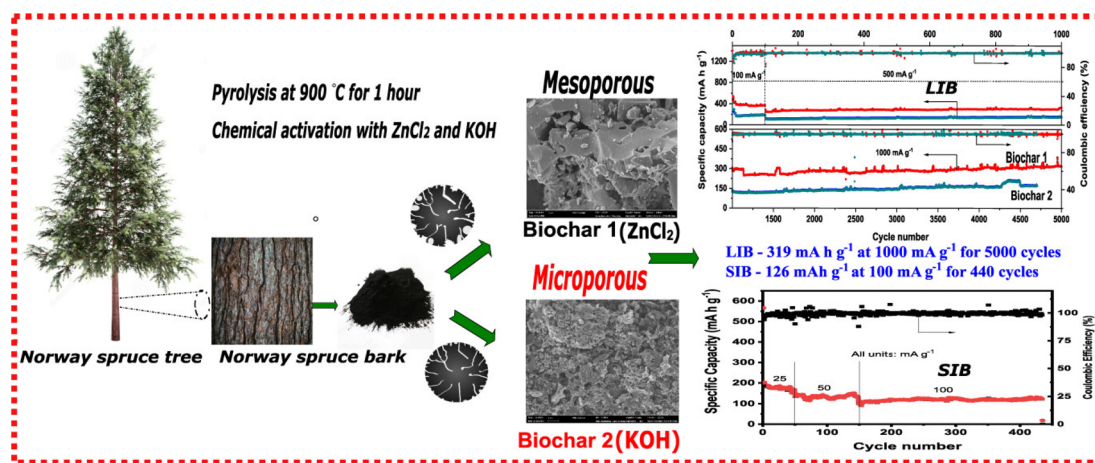 Pyrolysis at 900 °C for 1 hour
Chemical activation with ZnCl₂ and KOH
Norway spruce tree
Norway spruce bark
Mesoporous
Biochar 1(ZnCl₂)
Microporous
Biochar 2(KOH)
0 200 400 600 800 1000
1200
800
400
0
80
40
0
100 mA g⁻¹
500 mA g⁻¹
LIB
Specific capacity (mA h g⁻¹)
Coulombic efficiency (%)
600
450
300
150
0
80
40
1000 mA g⁻¹
Biochar 1
Biochar 2
1000 1500 2000 2500 3000 3500 4000 4500 5000
Cycle number
LIB - 319 mA h g⁻¹ at 1000 mA g⁻¹ for 5000 cycles
SIB - 126 mAh g⁻¹ at 100 mA g⁻¹ for 440 cycles
600
500
400
300
200
100
0
100
75
50
25
0
Specific Capacity (mA h g⁻¹)
Coulombic Efficiency (%)
All units: mA g⁻¹
SIB
25
50
100
0 100 200 300 400
Cycle number